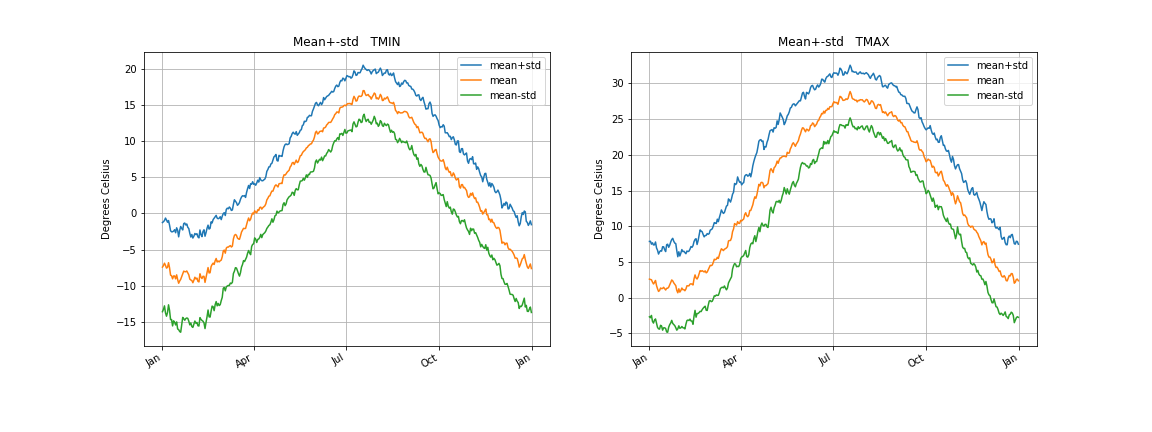 Mean+-std   TMIN
mean+std
mean
mean-std
20
15
10
5
0
−5
−10
−15
Degrees Celsius
Jan
Apr
Jul
Oct
Jan
Mean+-std   TMAX
mean+std
mean
mean-std
30
25
20
15
10
5
0
−5
Degrees Celsius
Jan
Apr
Jul
Oct
Jan